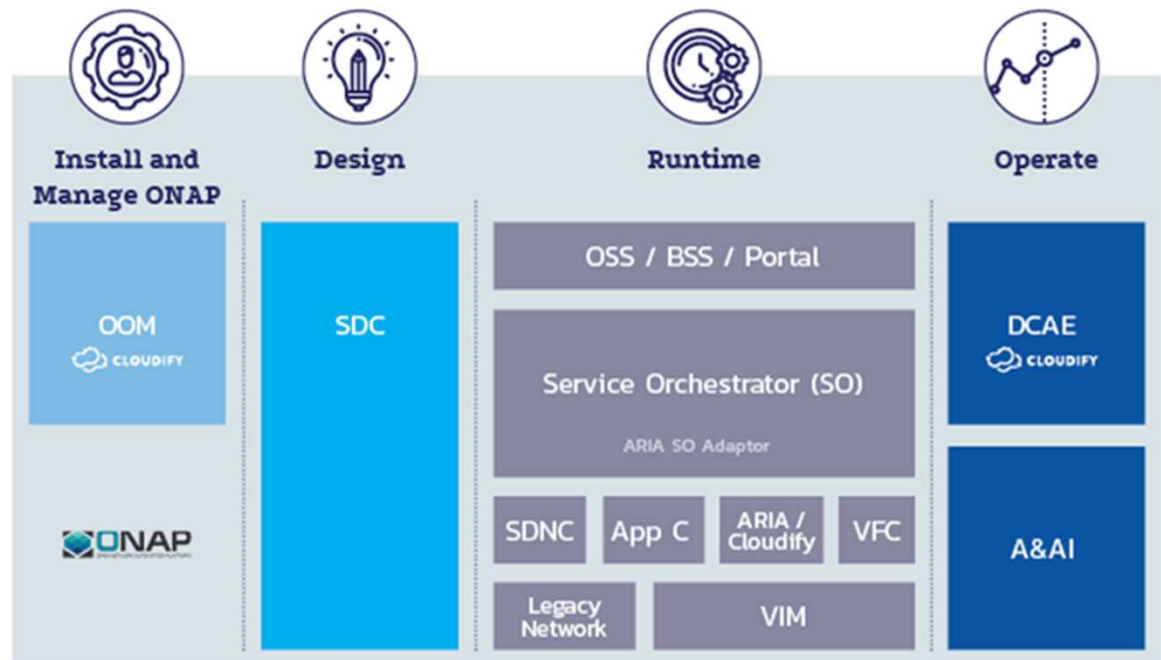 Install and
Manage ONAP
Design
Runtime
Operate
OOM
CLOUDIFY
ONAP
SDC
OSS / BSS / Portal
Service Orchestrator (SO)
ARIA SO Adaptor
SDNC
App C
ARIA /
Cloudify
VFC
Legacy
Network
VIM
DCAE
CLOUDIFY
A&AI